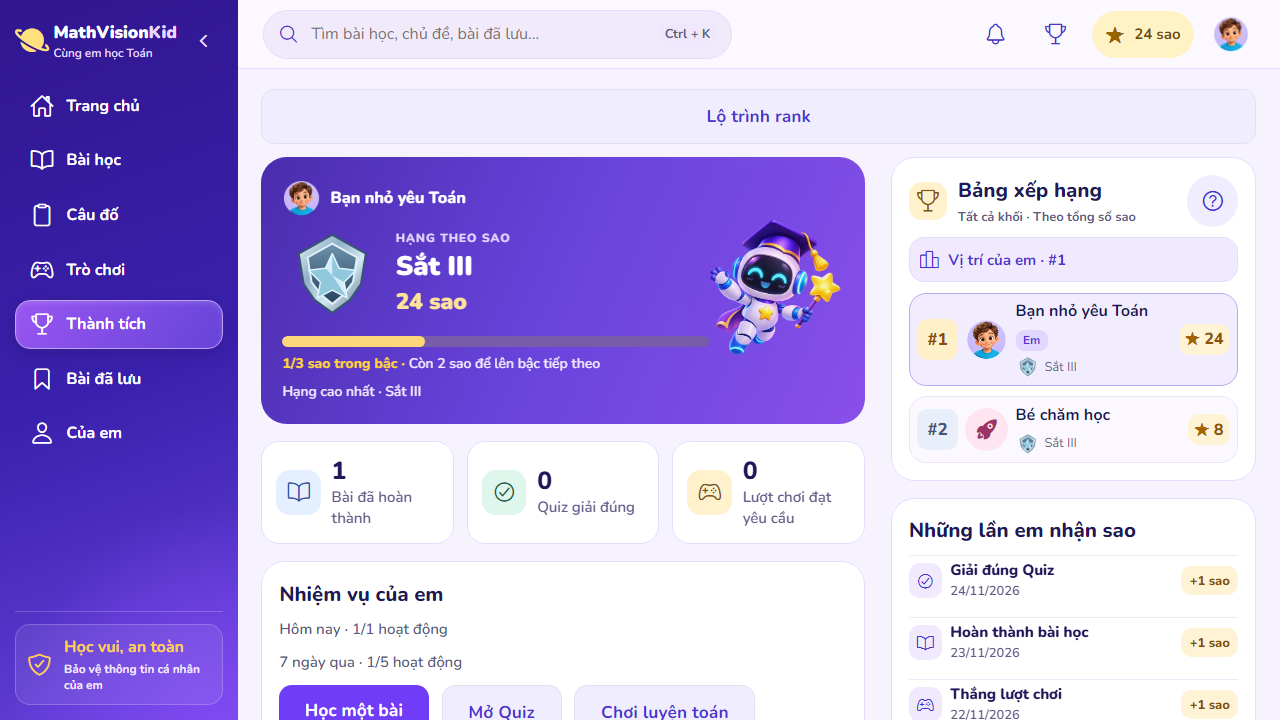 MathVisionKid
Cùng em học Toán
Trang chủ
Bài học
Câu đố
Trò chơi
Thành tích
Bài đã lưu
Của em
Học vui, an toàn
Bảo vệ thông tin cá nhân
của em
Tìm bài học, chủ đề, bài đã lưu...
Ctrl + K
24 sao
Lộ trình rank
Bạn nhỏ yêu Toán
HẠNG THEO SAO
Sắt III
24 sao
1/3 sao trong bậc · Còn 2 sao để lên bậc tiếp theo
Hạng cao nhất · Sắt III
1
Bài đã hoàn
thành
0
Quiz giải đúng
0
Lượt chơi đạt
yêu cầu
Nhiệm vụ của em
Hôm nay · 1/1 hoạt động
7 ngày qua · 1/5 hoạt động
Học một bài
Mở Quiz
Chơi luyện toán
Bảng xếp hạng
Tất cả khối · Theo tổng số sao
Vị trí của em · #1
#1
Bạn nhỏ yêu Toán
Em
Sắt III
24
#2
Bé chăm học
Sắt III
8
Những lần em nhận sao
Giải đúng Quiz
24/11/2026
+1 sao
Hoàn thành bài học
23/11/2026
+1 sao
Thắng lượt chơi
22/11/2026
+1 sao